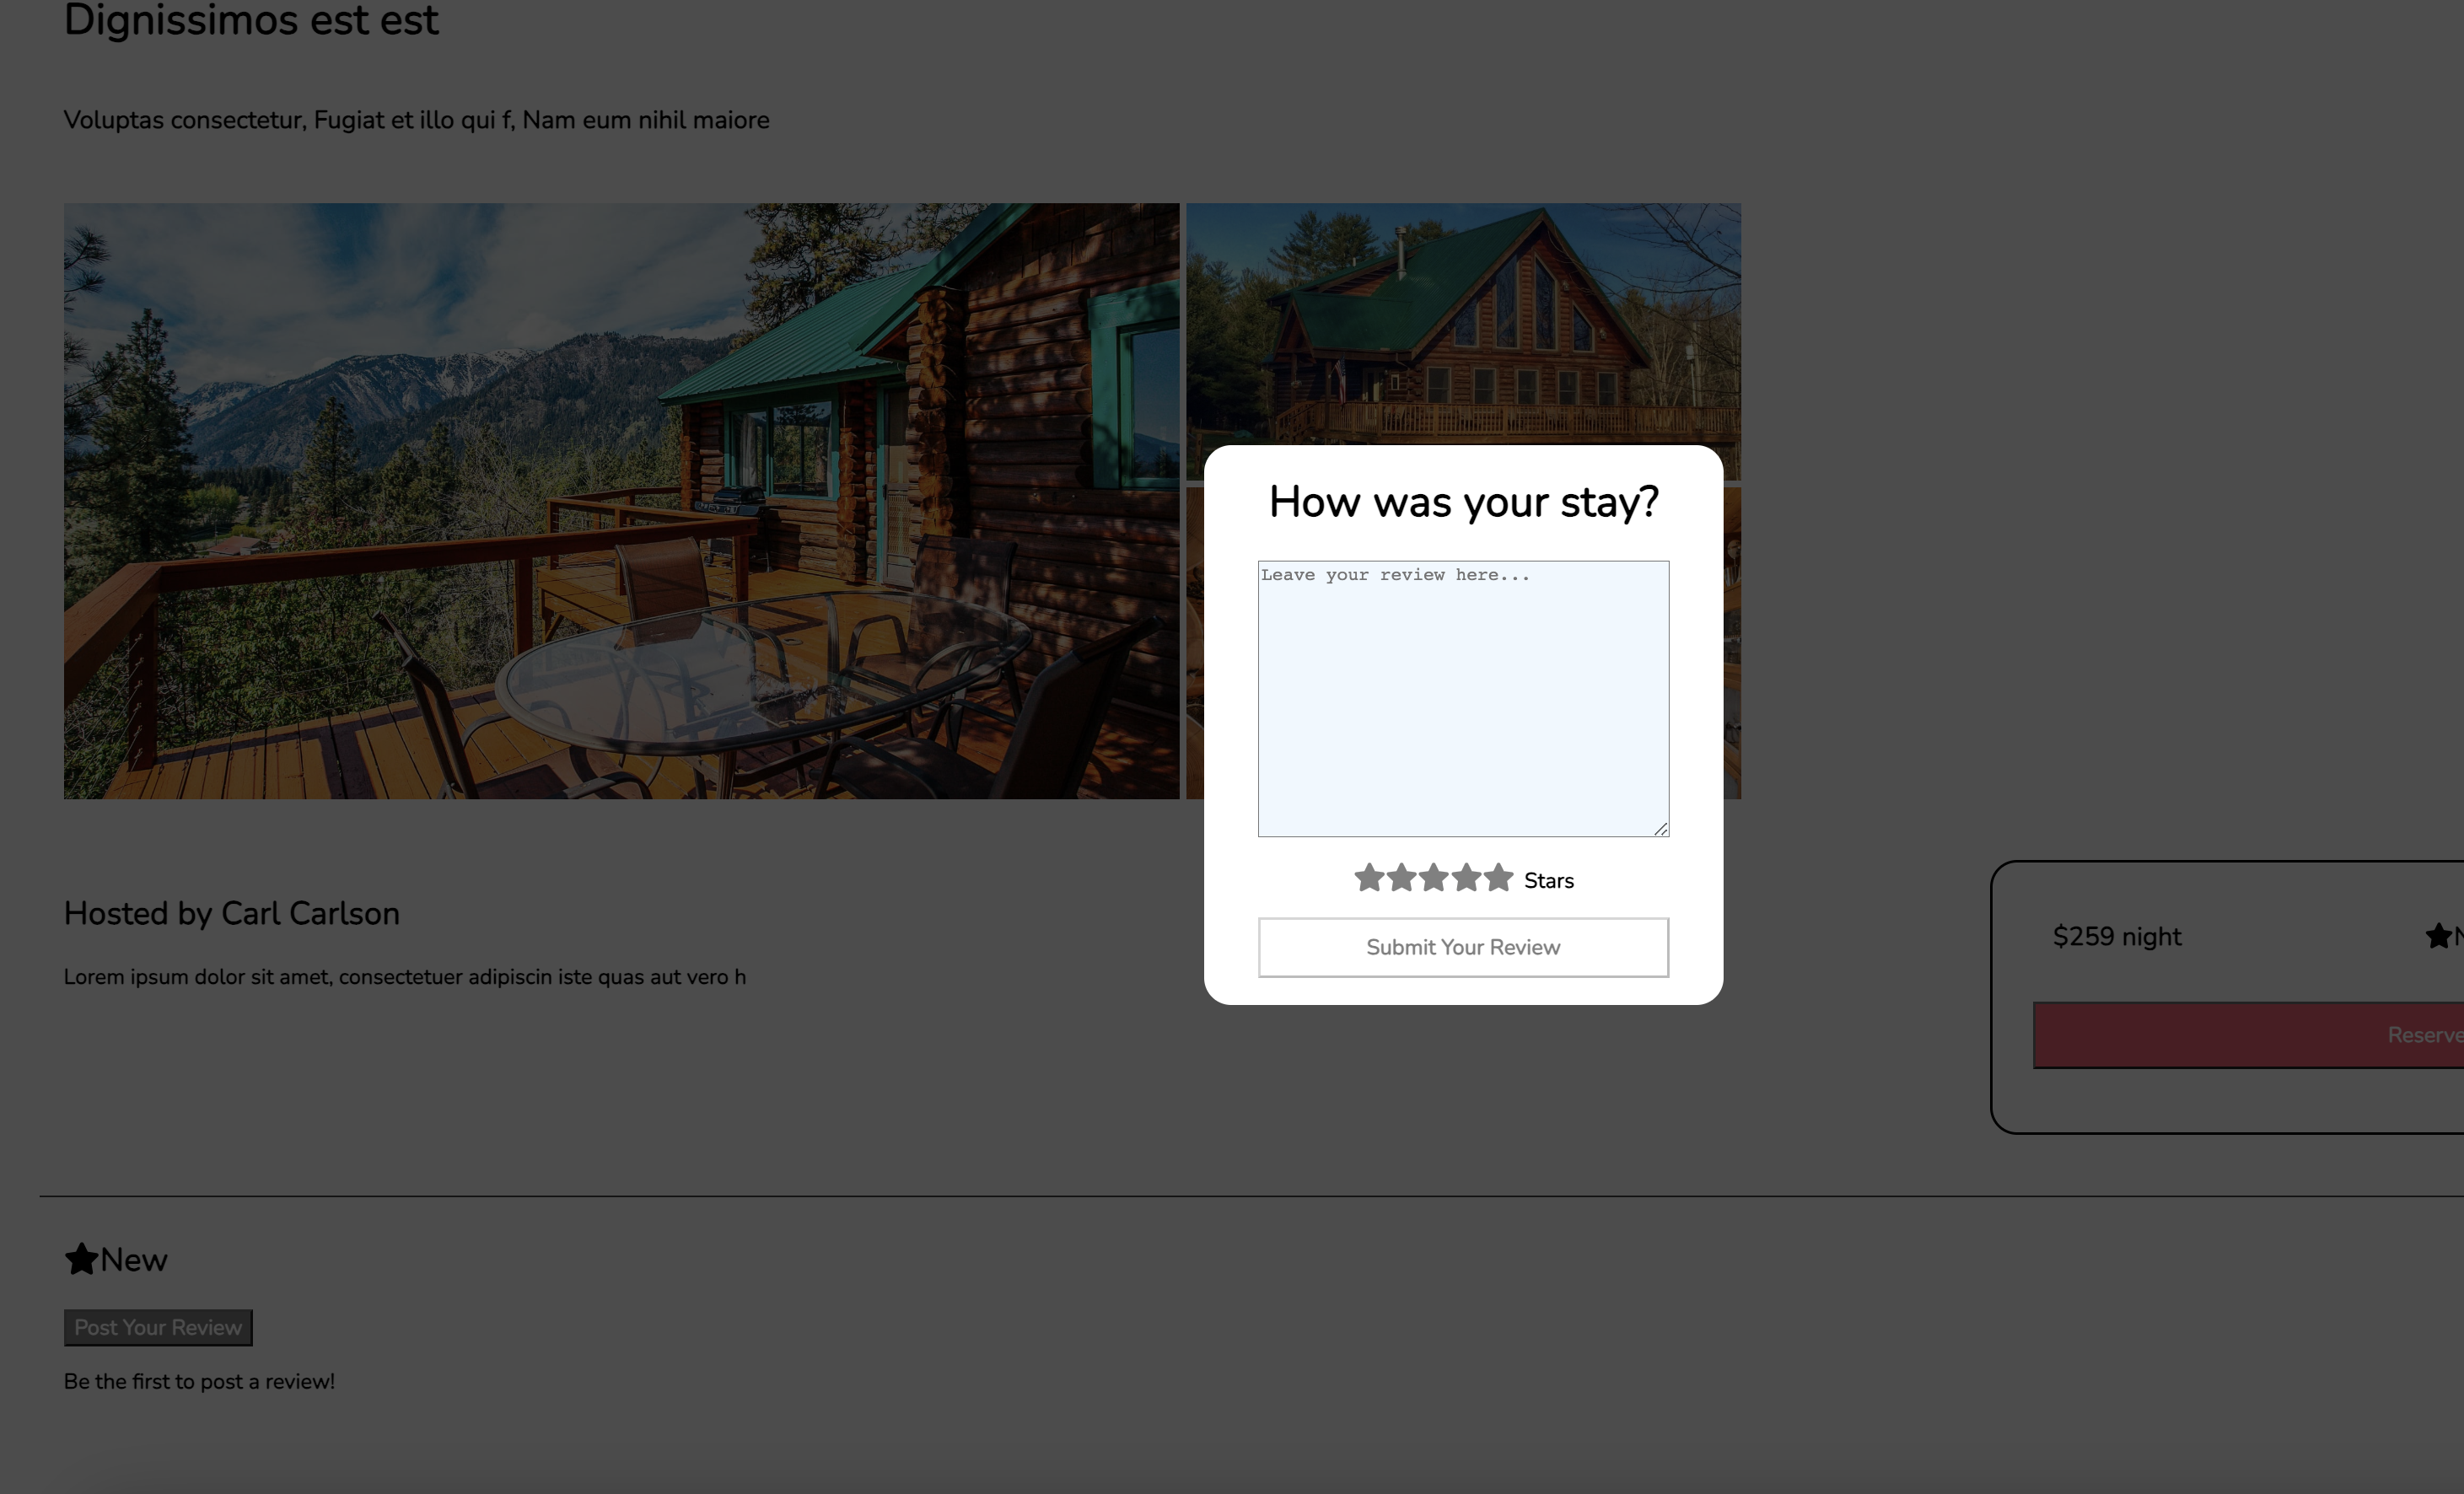 Dignissimos est est
Voluptas consectetur, Fugiat et illo qui f, Nam eum nihil maiore
How was your stay?
Leave your review here...
Stars
Submit Your Review
Hosted by Carl Carlson
Lorem ipsum dolor sit amet, consectetuer adipiscin iste quas aut vero h
$259 night
Reserve
New
Post Your Review
Be the first to post a review!